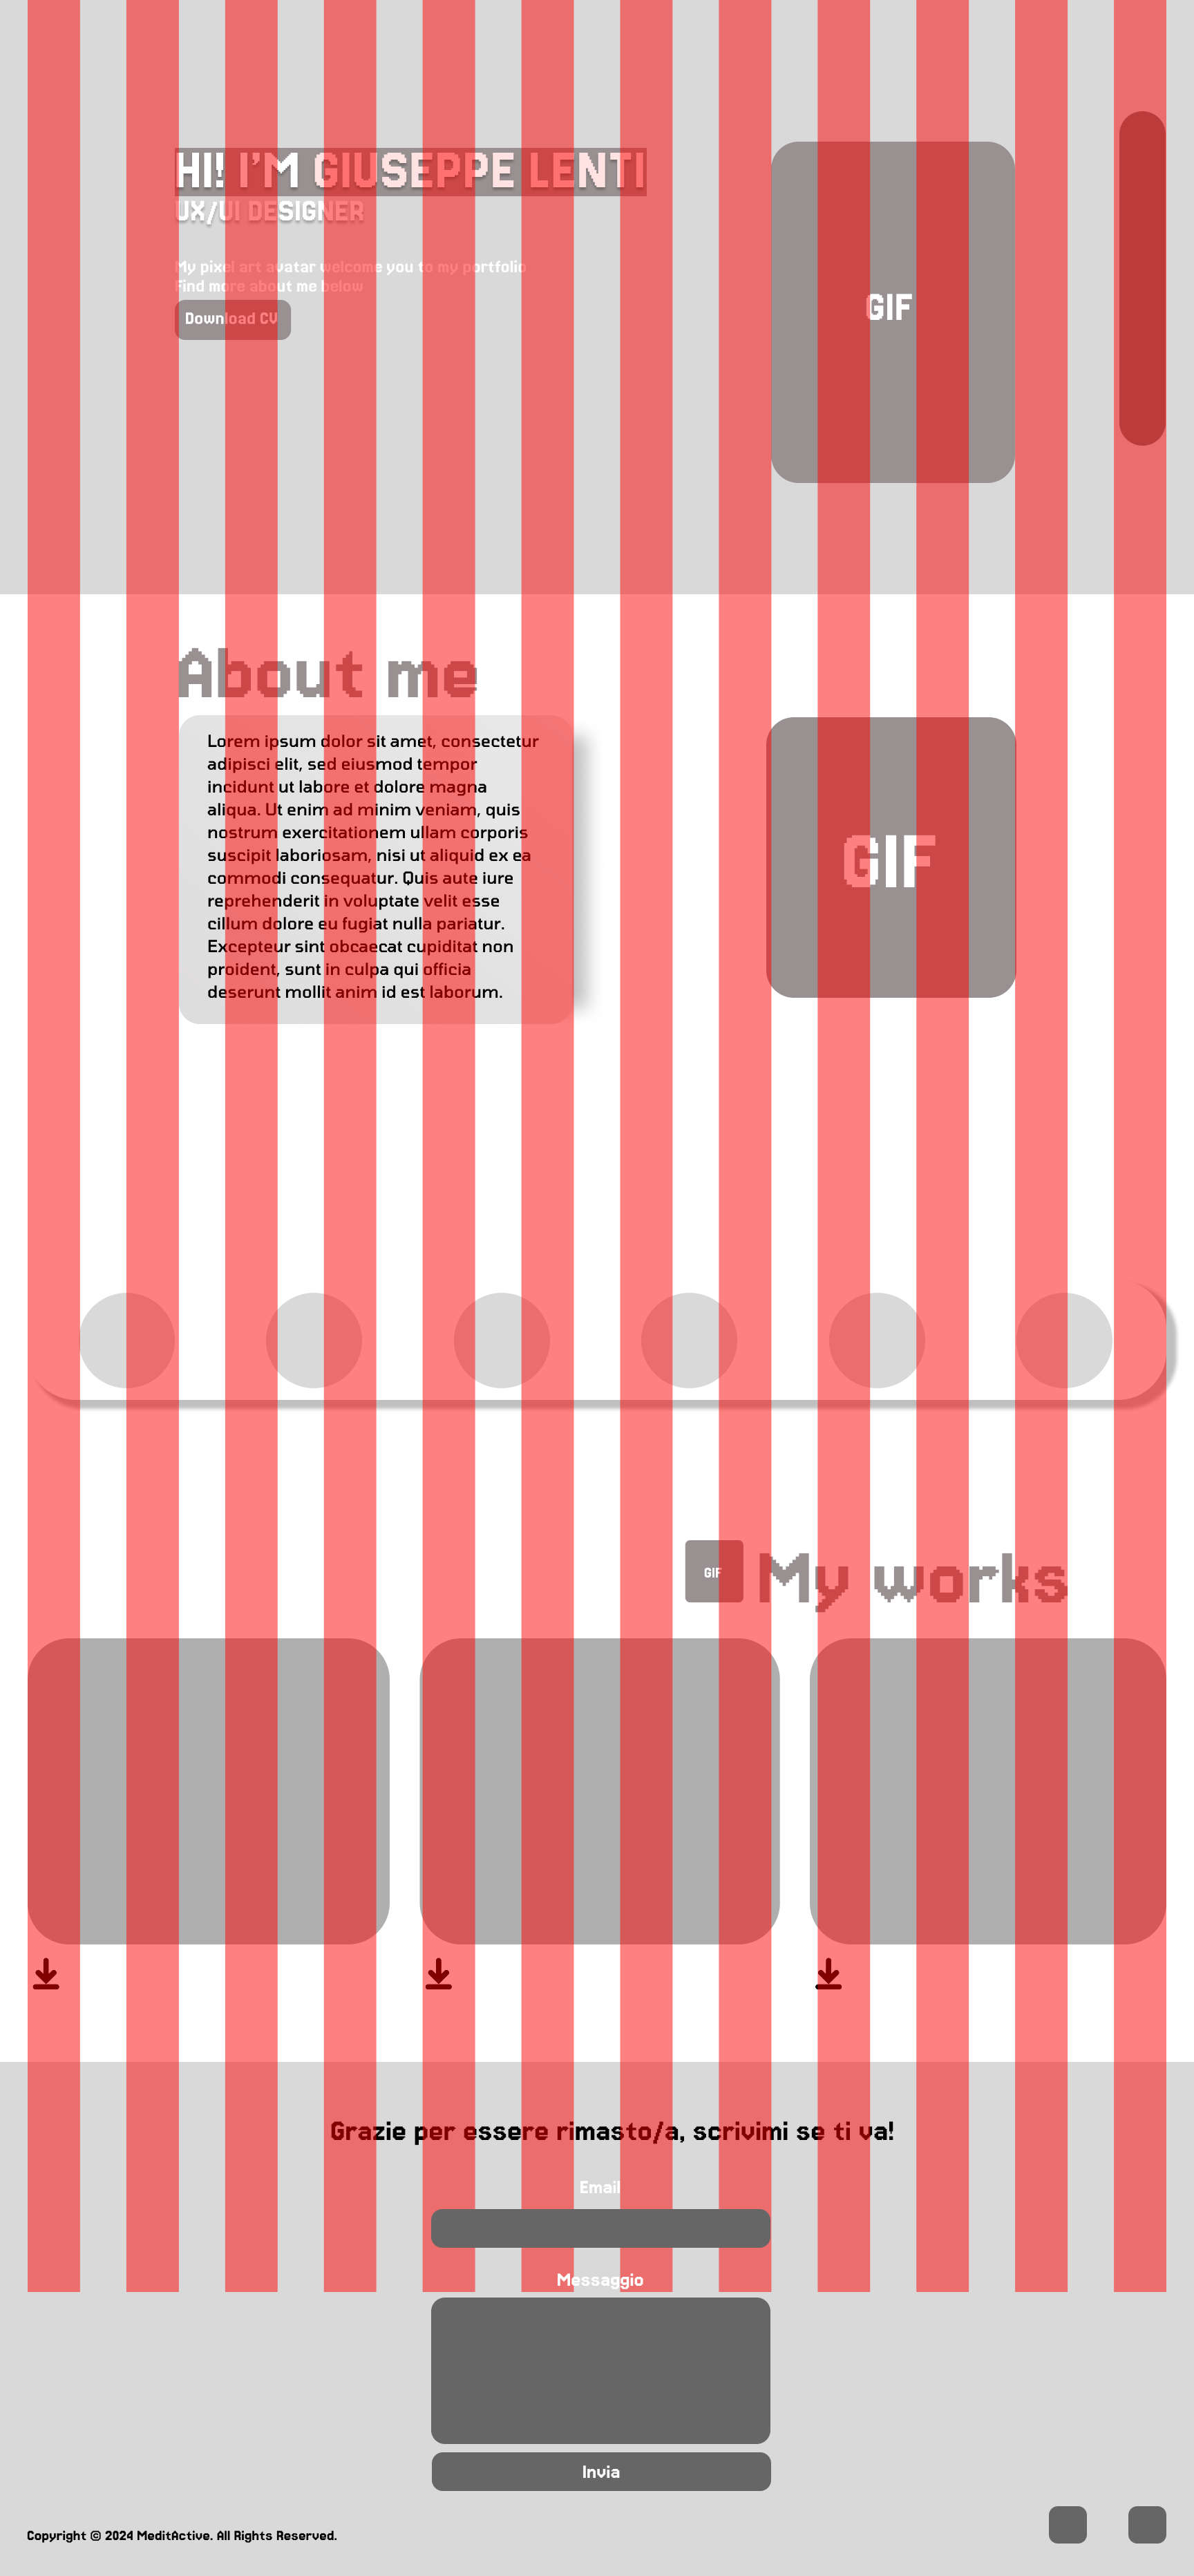 HI! I'M GIUSEPPE LENTI
UX/UI DESIGNER
My pixel art avatar welcome you to my portfolio
Find more about me below
Download CV
GIF
About me
Lorem ipsum dolor sit amet, consectetur
adipisci elit, sed eiusmod tempor
incidunt ut labore et dolore magna
aliqua. Ut enim ad minim veniam, quis
nostrum exercitationem ullam corporis
suscipit laboriosam, nisi ut aliquid ex ea
commodi consequatur. Quis aute iure
reprehenderit in voluptate velit esse
cillum dolore eu fugiat nulla pariatur.
Excepteur sint obcaecat cupiditat non
proident, sunt in culpa qui officia
deserunt mollit anim id est laborum.
GIF
GIF
My works
Grazie per essere rimasto/a, scrivimi se ti va!
Email
Messaggio
Invia
Copyright © 2024 MeditActive. All Rights Reserved.